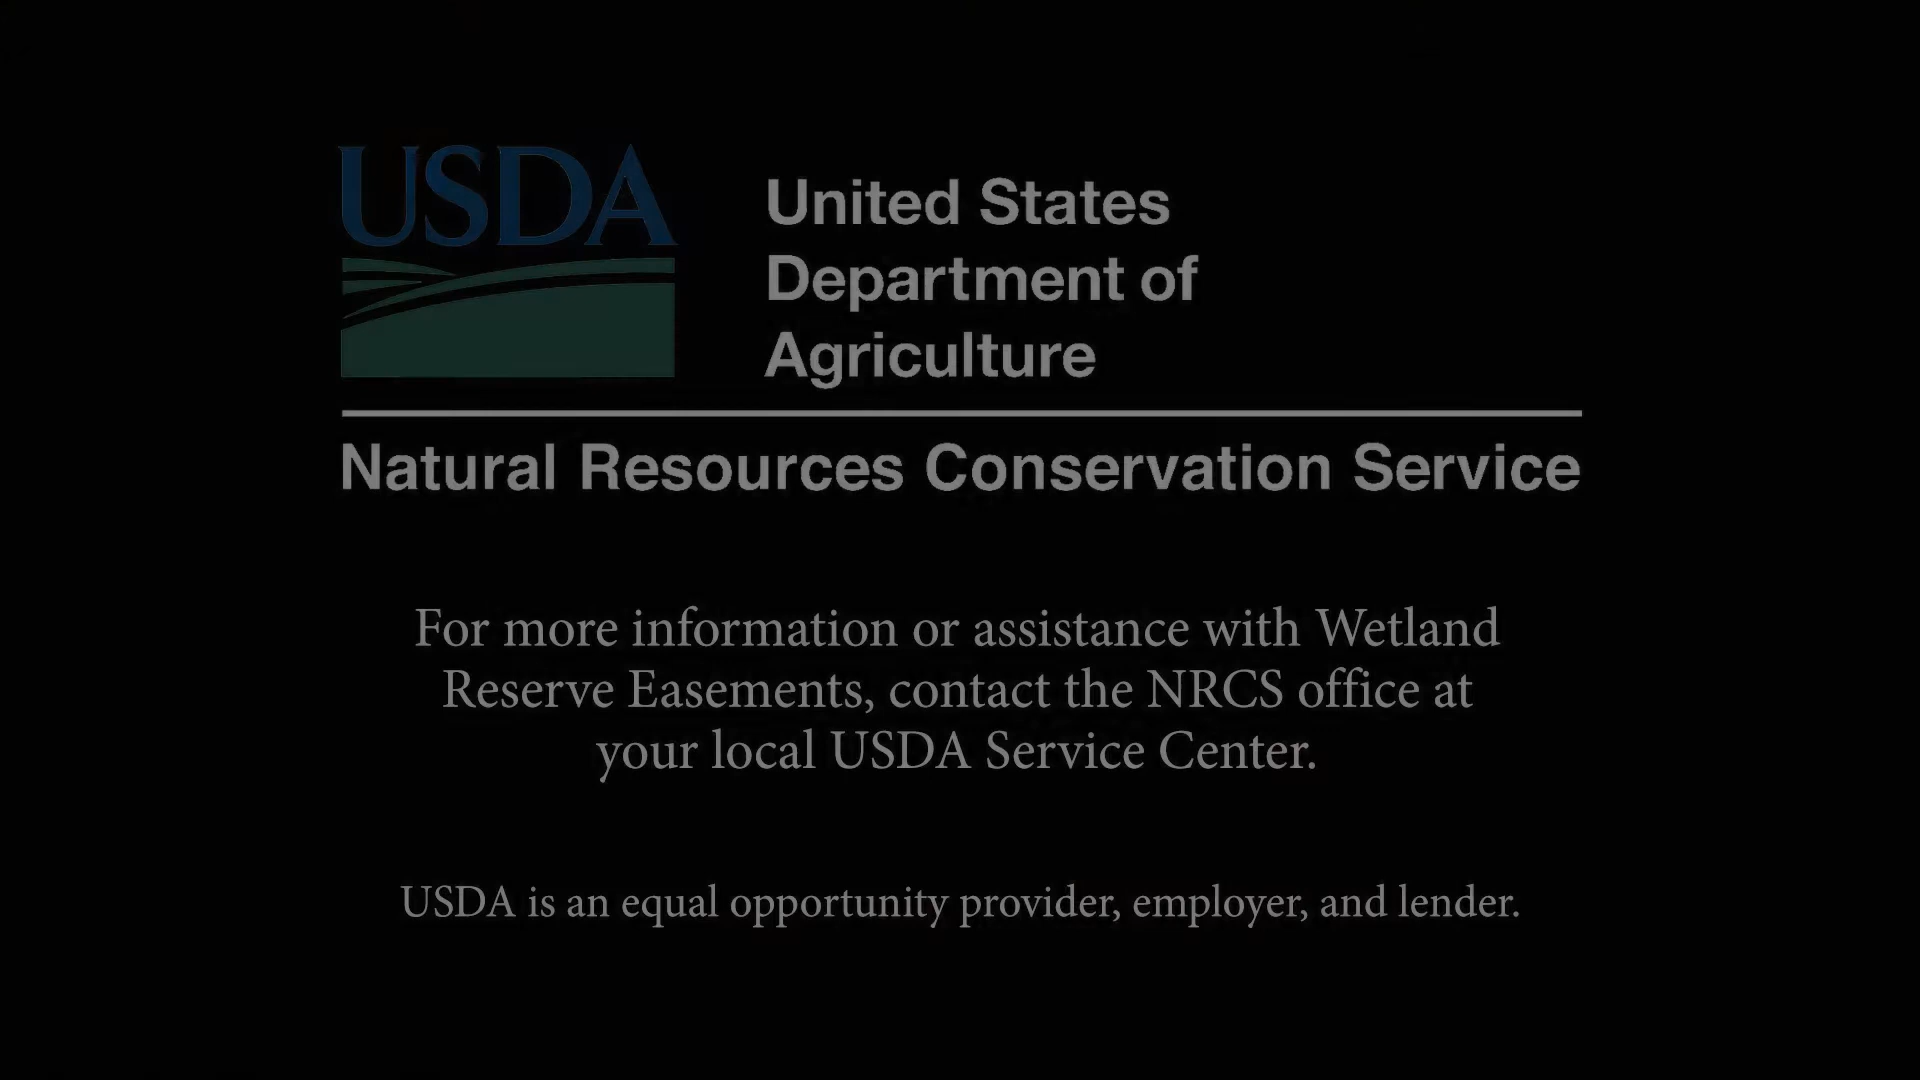 USDA
United States
Department of
Agriculture
Natural Resources Conservation Service
For more information or assistance with Wetland
Reserve Easements, contact the NRCS office at
your local USDA Service Center.
USDA is an equal opportunity provider, employer, and lender.